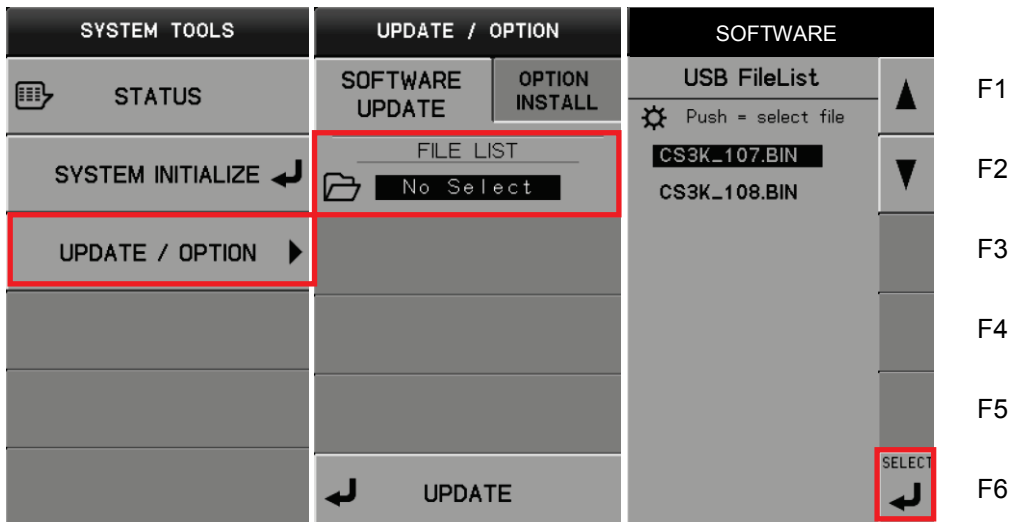 SYSTEM TOOLS
STATUS
SYSTEM INITIALIZE
UPDATE / OPTION
UPDATE / OPTION
SOFTWARE
UPDATE
OPTION
INSTALL
FILE LIST
No Select
UPDATE
SOFTWARE
USB FileList
Push = select file
CS3K_107.BIN
CS3K_108.BIN
SELECT
F1
F2
F3
F4
F5
F6